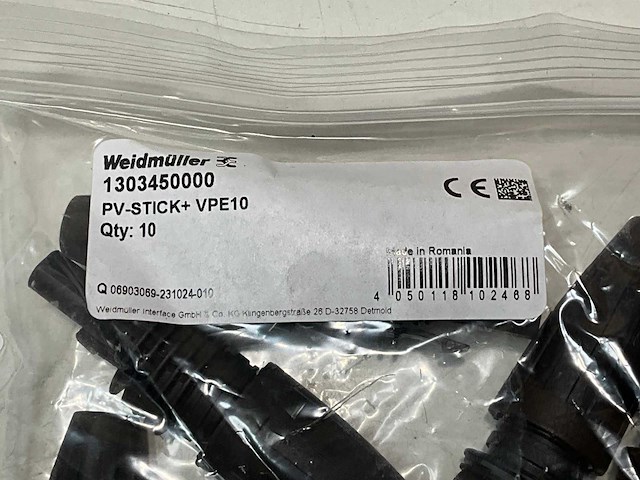 Weidmüller
1303450000
PV-STICK+ VPE10
Qty: 10
Made in Romania
Q 06903069-231024-010
4 050118 102468
Weidmüller Interface GmbH & Co. KG Klingenbergstraße 26 D-32758 Detmold
CE